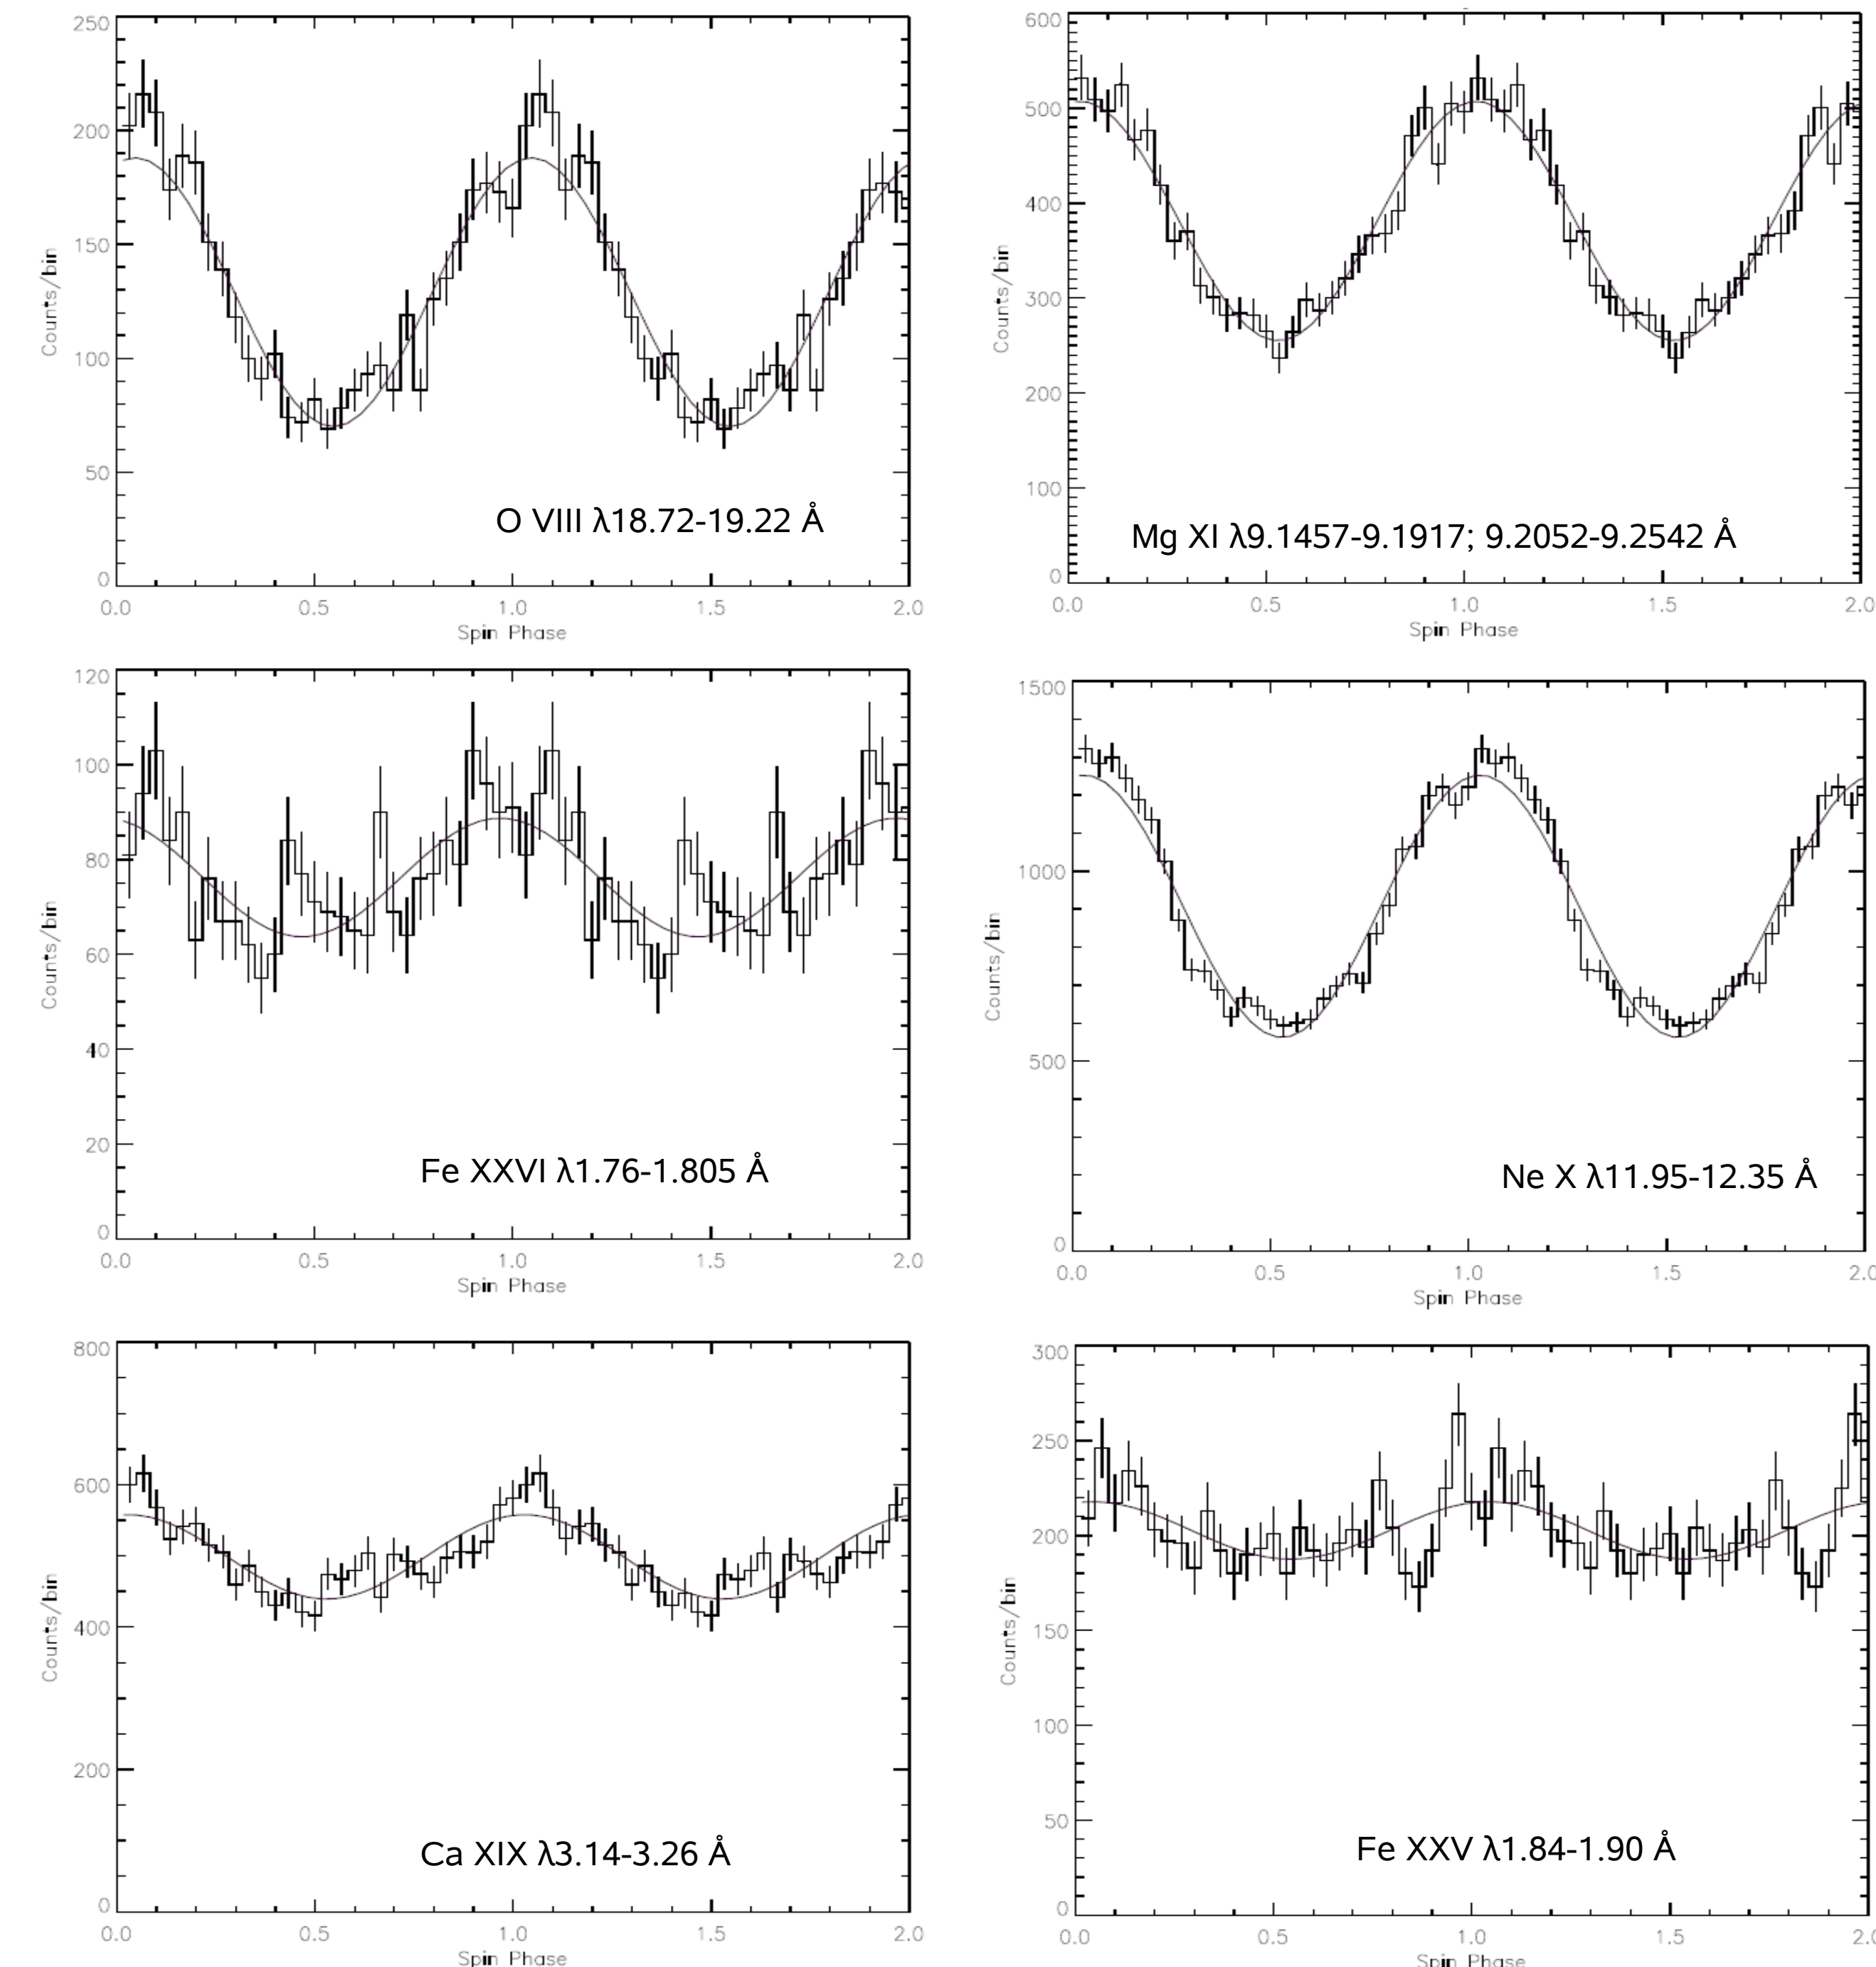 250
200
150
100
50
0
Counts/bin
O VIII λ18.72-19.22 Å
0.0 0.5 1.0 1.5 2.0
Spin Phase
600
500
400
300
200
100
0
Counts/bin
Mg XI λ9.1457-9.1917; 9.2052-9.2542 Å
0.0 0.5 1.0 1.5 2.0
Spin Phase
120
100
80
60
40
20
0
Counts/bin
Fe XXVI λ1.76-1.805 Å
0.0 0.5 1.0 1.5 2.0
Spin Phase
1500
1000
500
0
Counts/bin
Ne X λ11.95-12.35 Å
0.0 0.5 1.0 1.5 2.0
Spin Phase
800
600
400
200
0
Counts/bin
Ca XIX λ3.14-3.26 Å
0.0 0.5 1.0 1.5 2.0
Spin Phase
300
250
200
150
100
50
0
Counts/bin
Fe XXV λ1.84-1.90 Å
0.0 0.5 1.0 1.5 2.0
Spin Phase